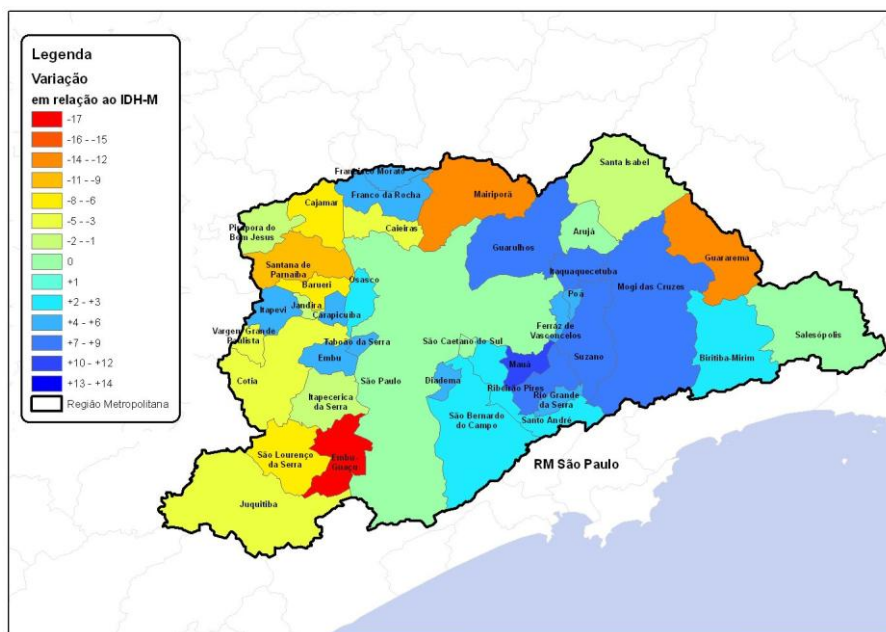 Legenda
Variação
em relação ao IDH-M
-17
-16 - -15
-14 - -12
-11 - -9
-8 - -6
-5 - -3
-2 - -1
0
+1
+2 - +3
+4 - +6
+7 - +9
+10 - +12
+13 - +14
Região Metropolitana
Francisco Morato
Franco da Rocha
Mairiporã
Santa Isabel
Cajamar
Caieiras
Pirapora do
Bom Jesus
Guarulhos
Arujá
Guararema
Santana de
Parnaíba
Barueri
Osasco
Itaquaquecetuba
Mogi das Cruzes
Itapevi
Jandira
Carapicuíba
Poá
Vargem Grande
Paulista
Taboão da Serra
São Caetano do Sul
Ferraz de
Vasconcelos
Salesópolis
Embu
Mauá
Suzano
Biritiba-Mirim
Cotia
São Paulo
Diadema
Ribeirão Pires
Itapecerica
da Serra
Rio Grande
da Serra
São Bernardo
do Campo
Santo André
São Lourenço
da Serra
Embu-
Guaçu
RM São Paulo
Juquitiba